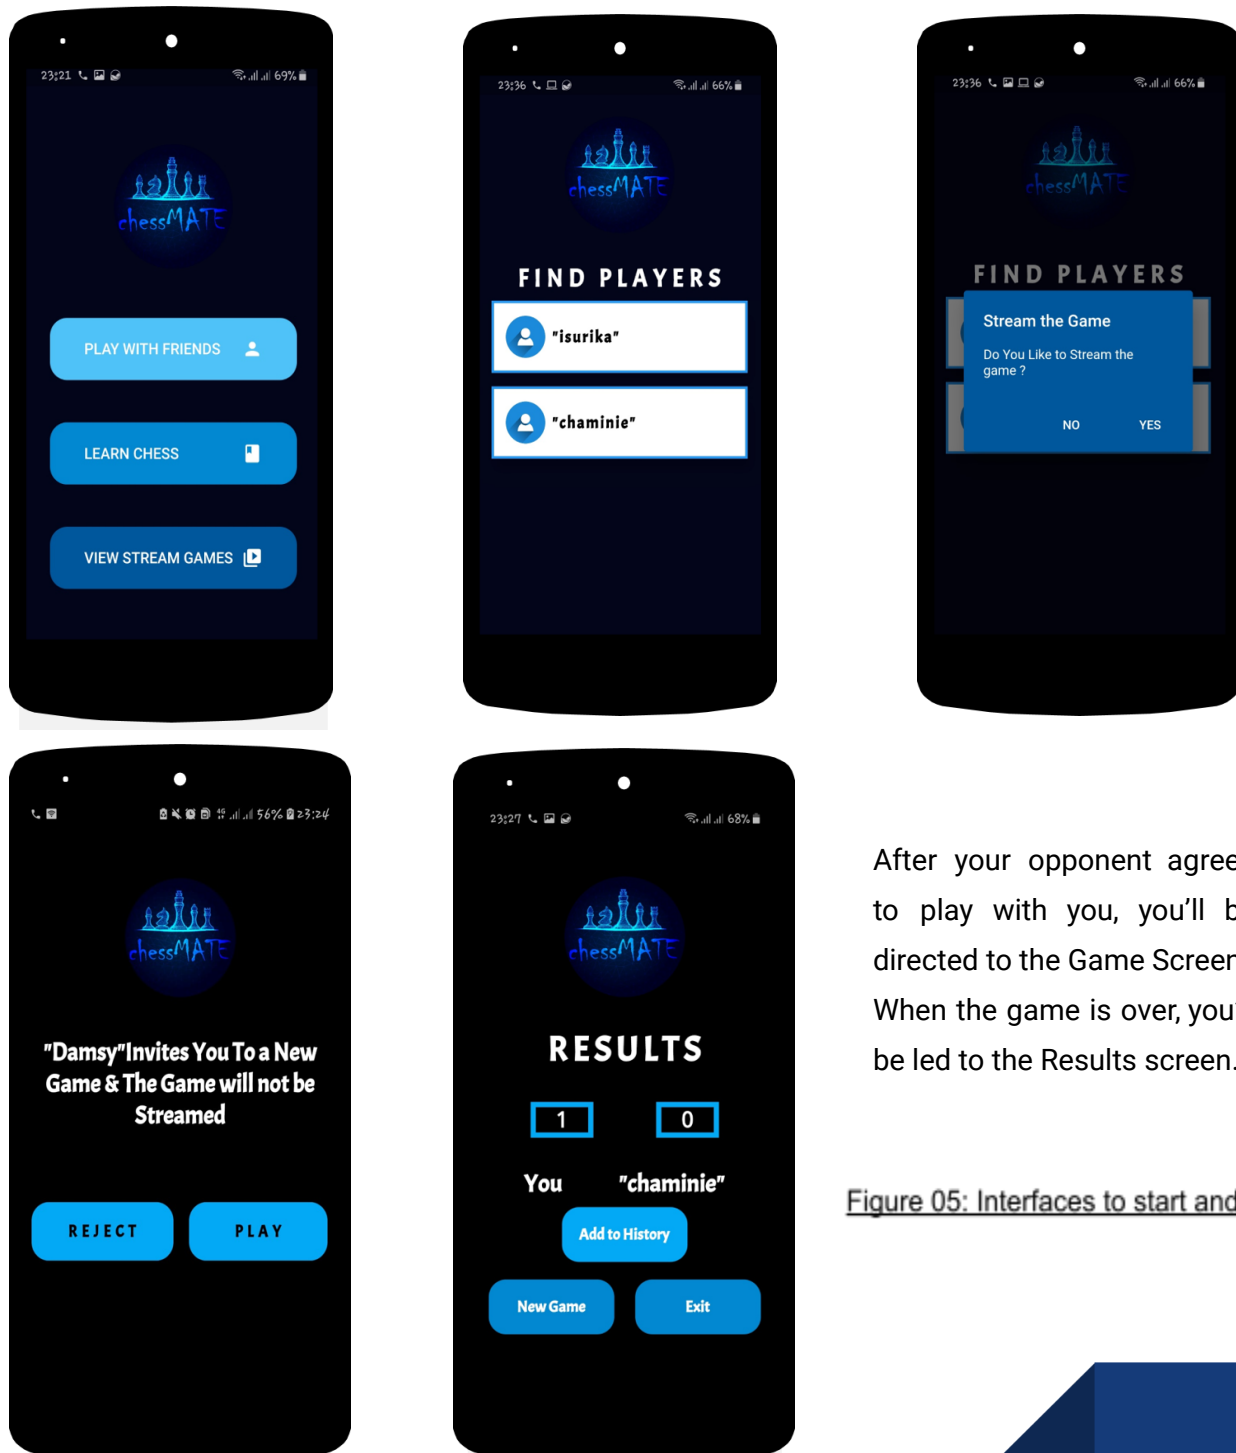 23:21 69%
chessMATE
PLAY WITH FRIENDS
LEARN CHESS
VIEW STREAM GAMES
23:36 66%
chessMATE
FIND PLAYERS
"isurika"
"chaminie"
23:36 66%
chessMATE
FIND PLAYERS
Stream the Game
Do You Like to Stream the
game ?
NO YES
4G 56% 23:24
chessMATE
"Damsy"Invites You To a New
Game & The Game will not be
Streamed
REJECT PLAY
23:27 68%
chessMATE
RESULTS
1 0
You "chaminie"
Add to History
New Game Exit
After your opponent agree
to play with you, you’ll b
directed to the Game Screen
When the game is over, you’
be led to the Results screen.
Figure 05: Interfaces to start and